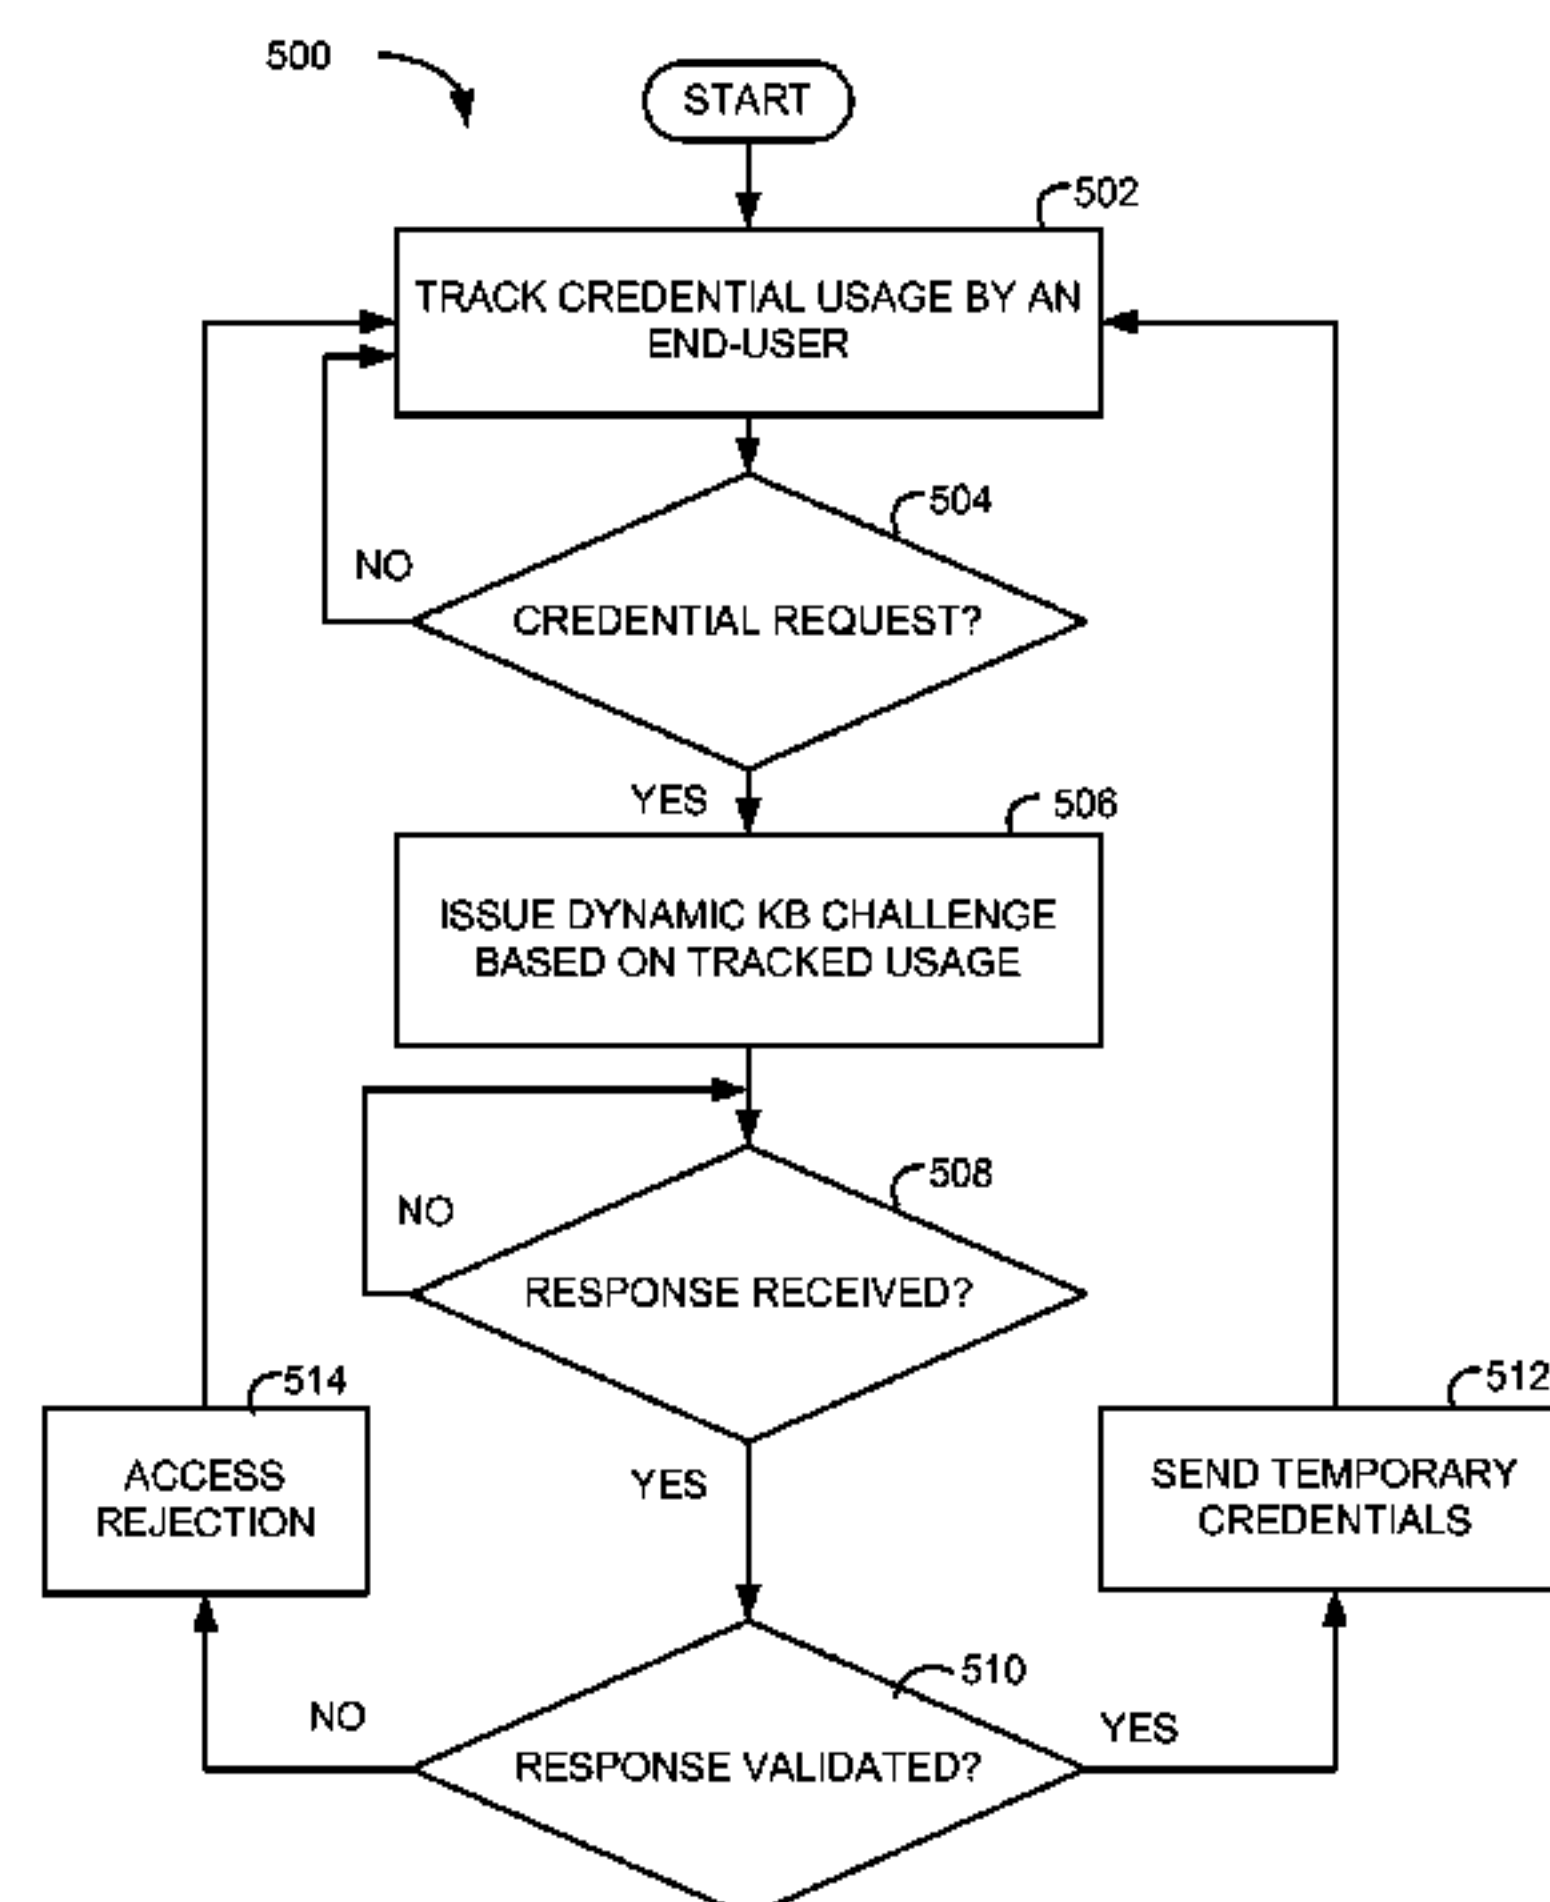 500
START
502
TRACK CREDENTIAL USAGE BY AN
END-USER
504
NO
CREDENTIAL REQUEST?
YES
506
ISSUE DYNAMIC KB CHALLENGE
BASED ON TRACKED USAGE
508
NO
RESPONSE RECEIVED?
514
512
ACCESS
REJECTION
YES
SEND TEMPORARY
CREDENTIALS
510
NO
YES
RESPONSE VALIDATED?